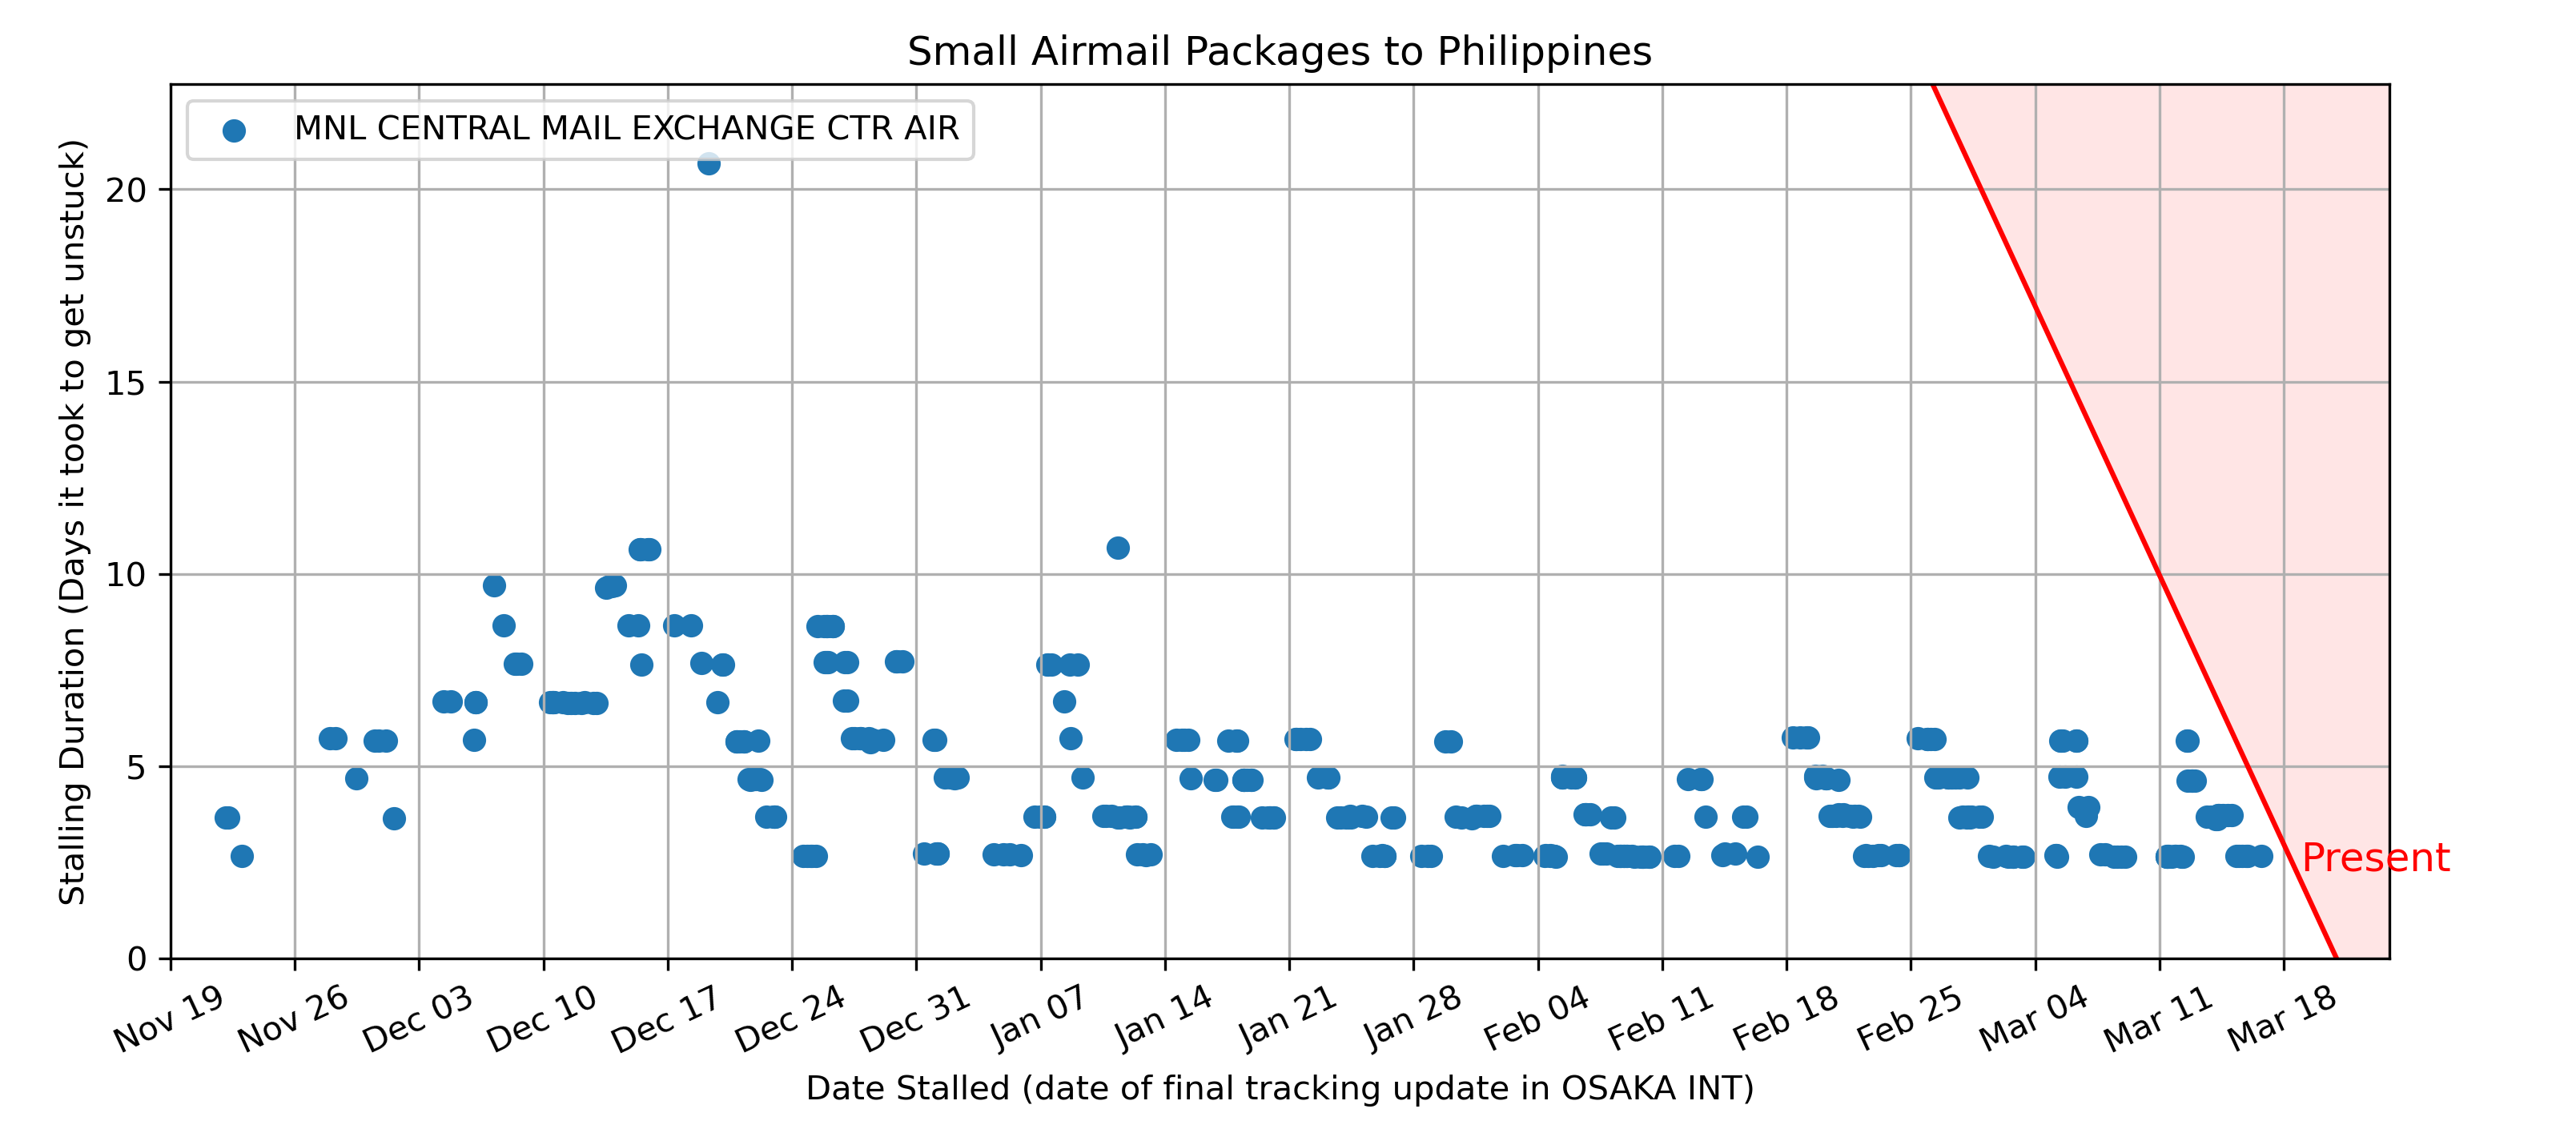 Small Airmail Packages to Philippines
MNL CENTRAL MAIL EXCHANGE CTR AIR
Stalling Duration (Days it took to get unstuck)
20
15
10
5
0
Present
Nov 19
Nov 26
Dec 03
Dec 10
Dec 17
Dec 24
Dec 31
Jan 07
Jan 14
Jan 21
Jan 28
Feb 04
Feb 11
Feb 18
Feb 25
Mar 04
Mar 11
Mar 18
Date Stalled (date of final tracking update in OSAKA INT)